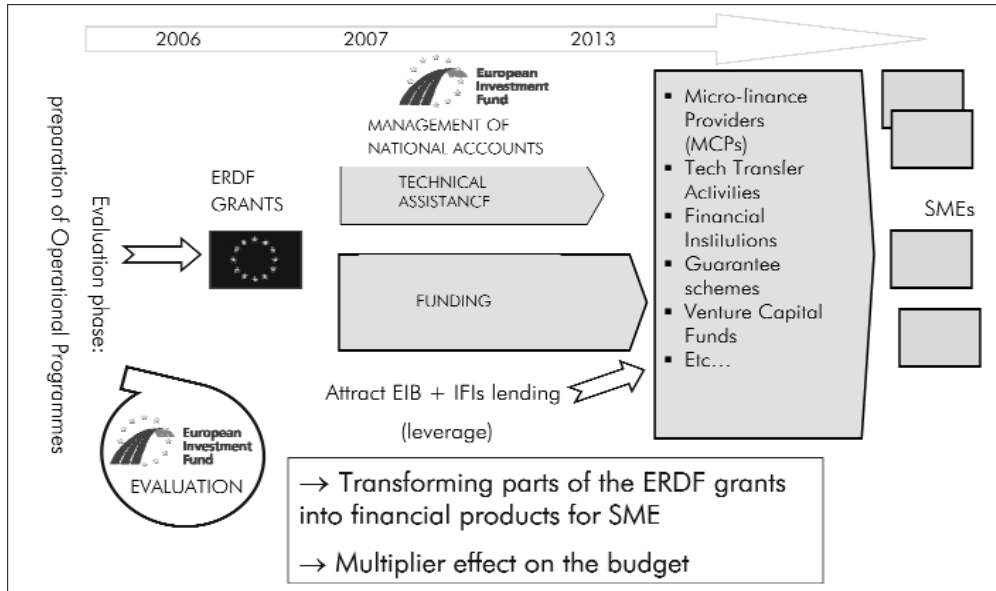 2006
2007
2013
Evaluation phase:
preparation of Operational Programmes
ERDF
GRANTS
European
Investment
Fund
EVALUATION
European
Investment
Fund
MANAGEMENT OF
NATIONAL ACCOUNTS
TECHNICAL
ASSISTANCE
FUNDING
Attract EIB + IFIs lending
(leverage)
▪ Micro-finance
Providers
(MCPs)
▪ Tech Transfer
Activities
▪ Financial
Institutions
▪ Guarantee
schemes
▪ Venture Capital
Funds
▪ Etc…
SMEs
→ Transforming parts of the ERDF grants
into financial products for SME
→ Multiplier effect on the budget